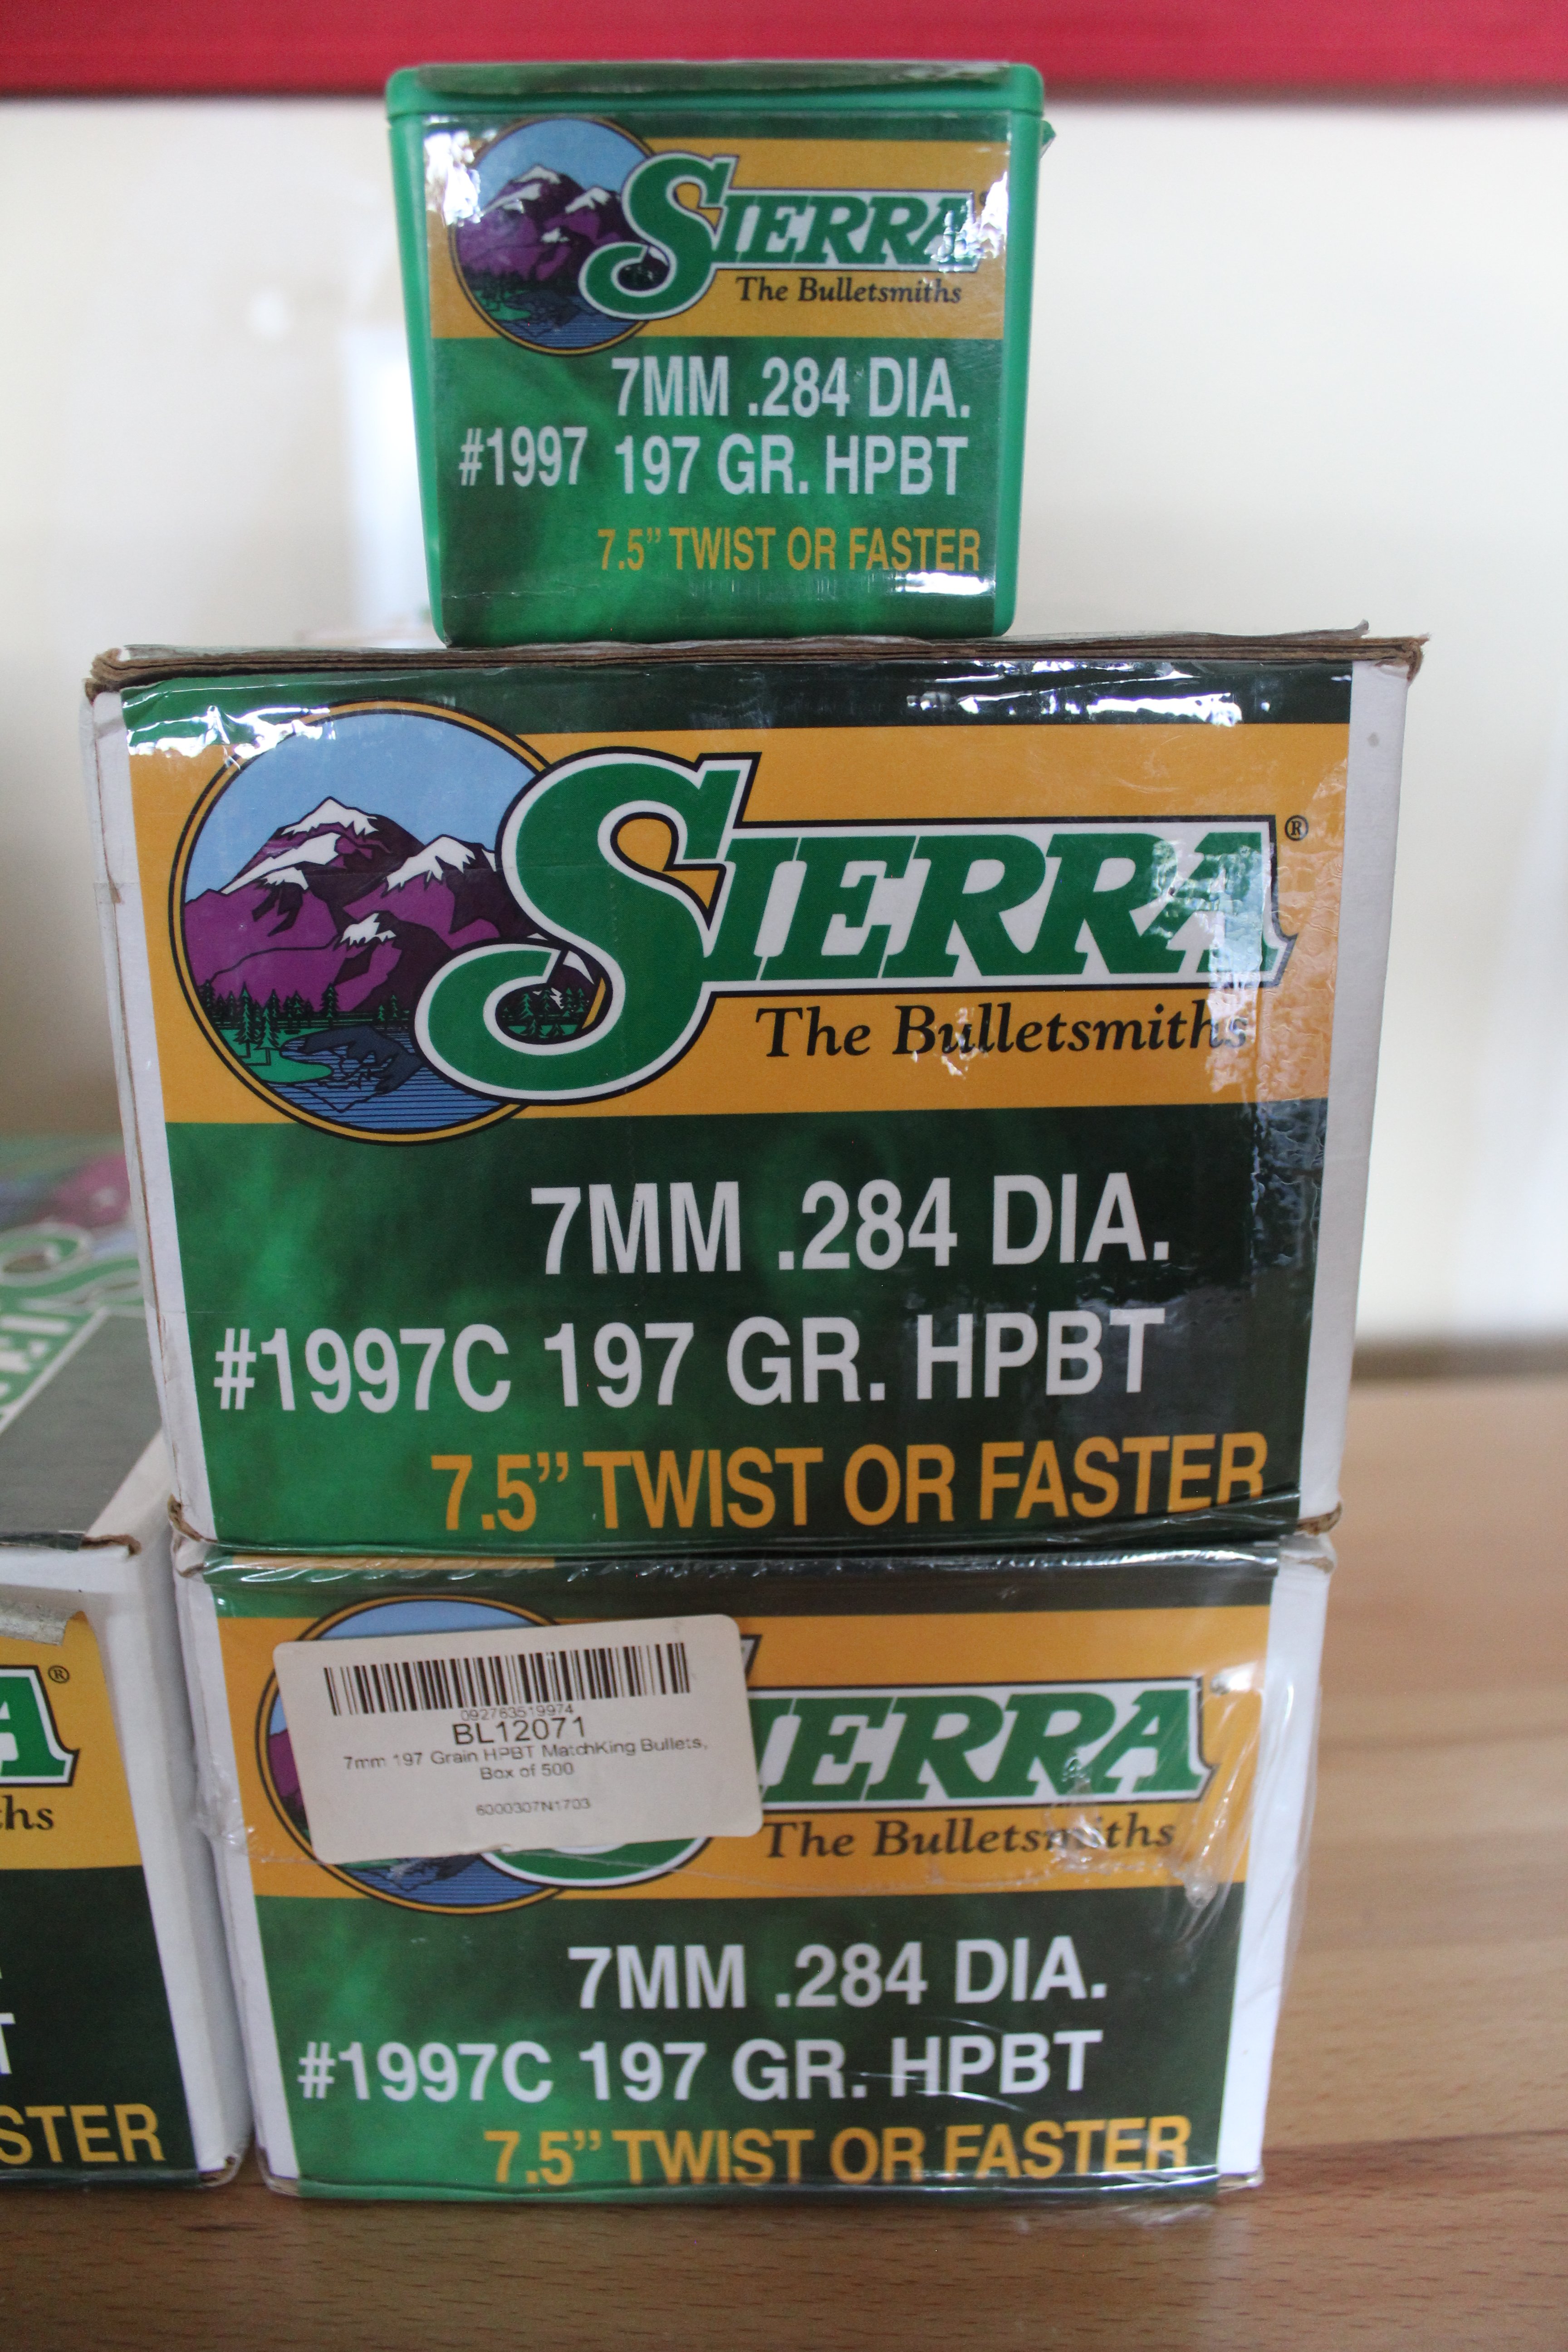 SIERRA
The Bulletsmiths
7MM .284 DIA.
#1997 197 GR. HPBT
7.5” TWIST OR FASTER
SIERRA®
The Bulletsmiths
7MM .284 DIA.
#1997C 197 GR. HPBT
7.5” TWIST OR FASTER
092763519974
BL12071
7mm 197 Grain HPBT MatchKing Bullets,
Box of 500
6000307N1703
IERRA
The Bulletsmiths
7MM .284 DIA.
#1997C 197 GR. HPBT
7.5” TWIST OR FASTER
A®
ths
T
STER